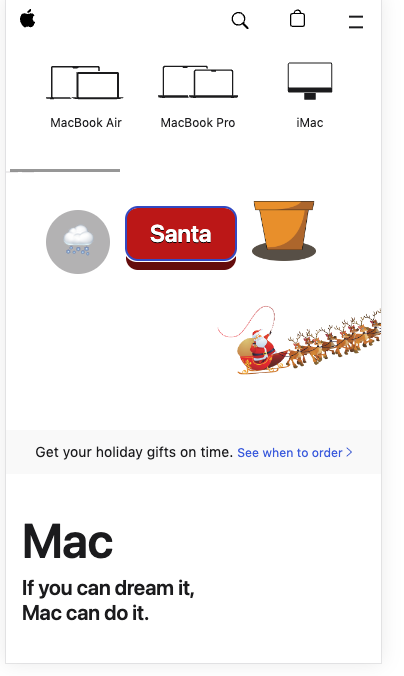 MacBook Air
MacBook Pro
iMac
Santa
Get your holiday gifts on time. See when to order >
Mac
If you can dream it,
Mac can do it.